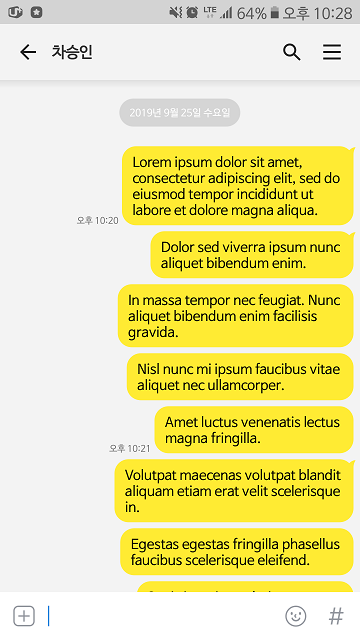 LTE
64%
오후 10:28
차승인
2019년 9월 25일 수요일
Lorem ipsum dolor sit amet,
consectetur adipiscing elit, sed do
eiusmod tempor incididunt ut
labore et dolore magna aliqua.
오후 10:20
Dolor sed viverra ipsum nunc
aliquet bibendum enim.
In massa tempor nec feugiat. Nunc
aliquet bibendum enim facilisis
gravida.
Nisl nunc mi ipsum faucibus vitae
aliquet nec ullamcorper.
Amet luctus venenatis lectus
magna fringilla.
오후 10:21
Volutpat maecenas volutpat blandit
aliquam etiam erat velit scelerisque
in.
Egestas egestas fringilla phasellus
faucibus scelerisque eleifend.
#